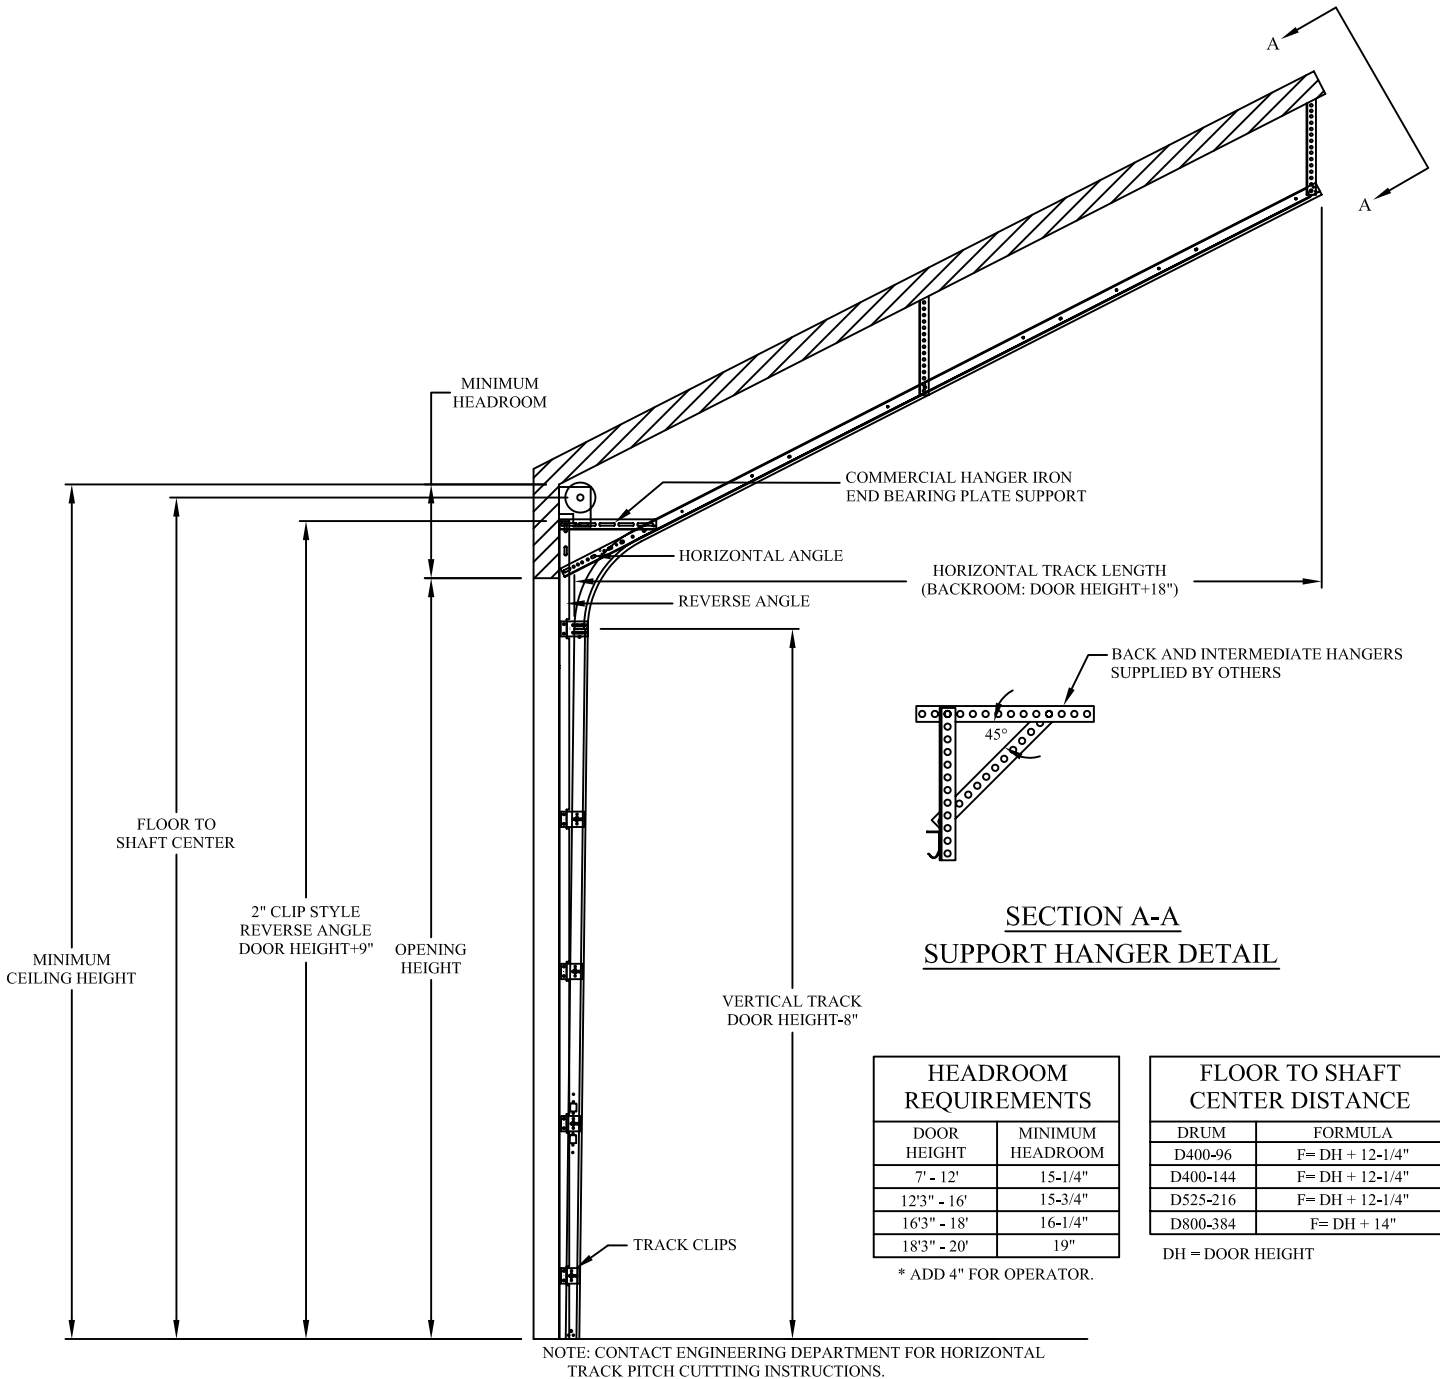 A
A
MINIMUM
HEADROOM
COMMERCIAL HANGER IRON
END BEARING PLATE SUPPORT
HORIZONTAL ANGLE
HORIZONTAL TRACK LENGTH
(BACKROOM: DOOR HEIGHT+18")
REVERSE ANGLE
BACK AND INTERMEDIATE HANGERS
SUPPLIED BY OTHERS
45°
FLOOR TO
SHAFT CENTER
2" CLIP STYLE
REVERSE ANGLE
DOOR HEIGHT+9"
OPENING
HEIGHT
MINIMUM
CEILING HEIGHT
SECTION A-A
SUPPORT HANGER DETAIL
VERTICAL TRACK
DOOR HEIGHT-8"
HEADROOM
REQUIREMENTS
DOOR
HEIGHT
MINIMUM
HEADROOM
7' - 12' 15-1/4"
12'3" - 16' 15-3/4"
16'3" - 18' 16-1/4"
18'3" - 20' 19"
* ADD 4" FOR OPERATOR.
FLOOR TO SHAFT
CENTER DISTANCE
DRUM FORMULA
D400-96 F= DH + 12-1/4"
D400-144 F= DH + 12-1/4"
D525-216 F= DH + 12-1/4"
D800-384 F= DH + 14"
DH = DOOR HEIGHT
TRACK CLIPS
NOTE: CONTACT ENGINEERING DEPARTMENT FOR HORIZONTAL
TRACK PITCH CUTTTING INSTRUCTIONS.